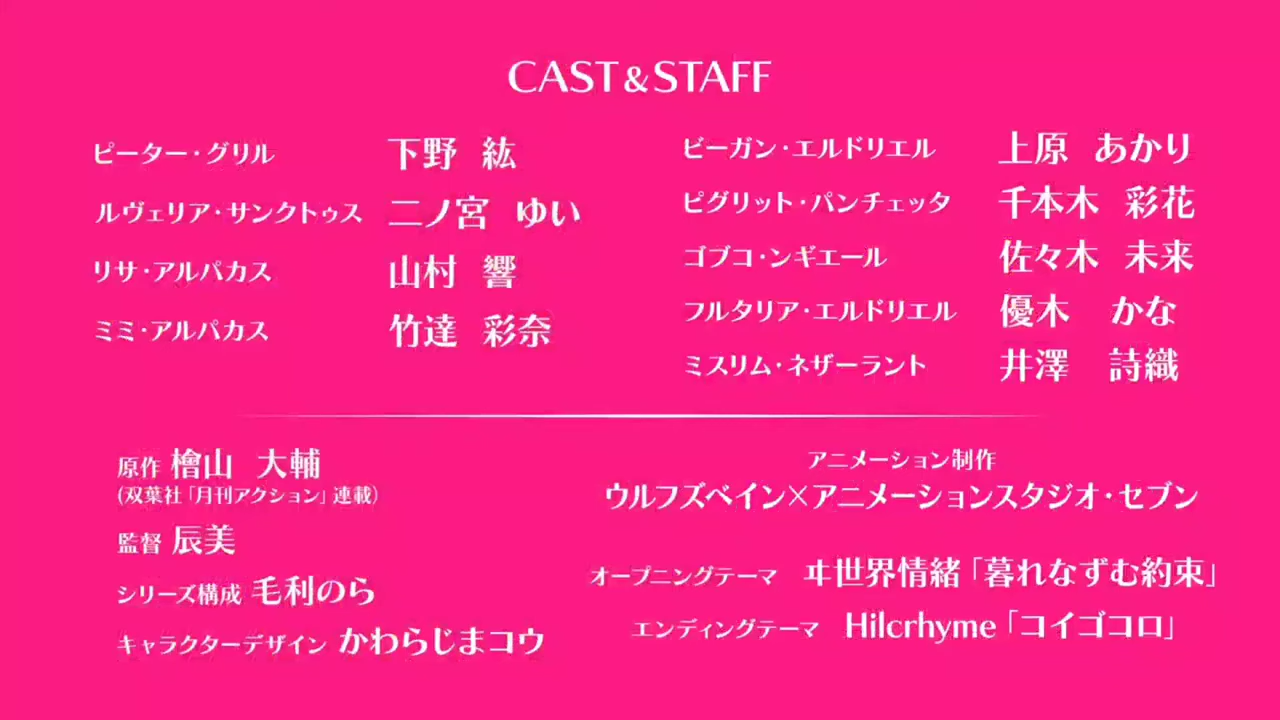 CAST&STAFF
ピーター・グリル 下野 紘
ルヴェリア・サンクトゥス 二ノ宮 ゆい
リサ・アルパカス 山村 響
ミミ・アルパカス 竹達 彩奈
ビーガン・エルドリエル 上原 あかり
ピグリット・パンチェッタ 千本木 彩花
ゴブコ・ンギエール 佐々木 未来
フルタリア・エルドリエル 優木 かな
ミスリム・ネザーラント 井澤 詩織
原作 檜山 大輔
(双葉社「月刊アクション」連載)
監督 辰美
シリーズ構成 毛利のら
キャラクターデザイン かわらじまコウ
アニメーション制作
ウルフズベイン×アニメーションスタジオ・セブン
オープニングテーマ ヰ世界情緒「暮れなずむ約束」
エンディングテーマ Hilcrhyme「コイゴコロ」